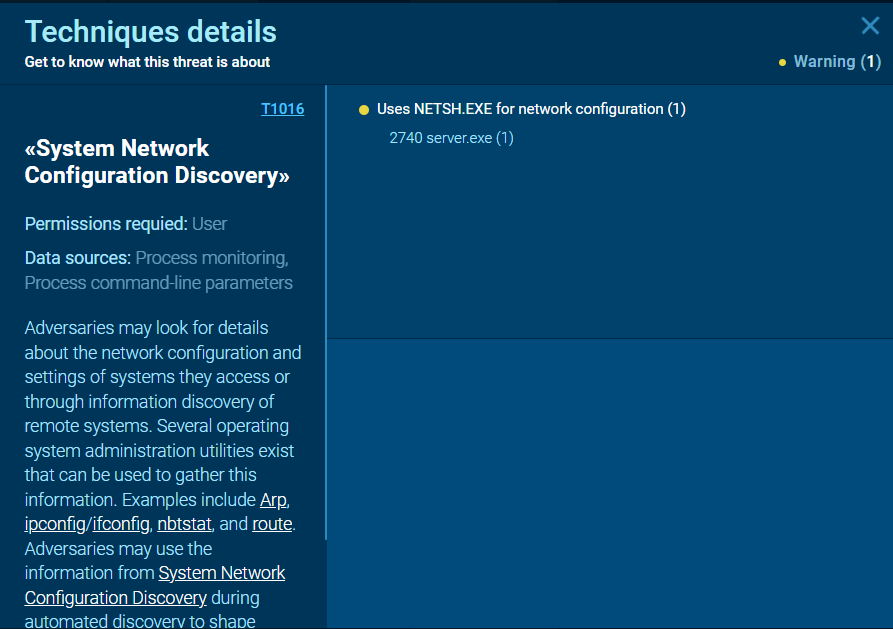 Techniques details
Get to know what this threat is about
Warning (1)
T1016
«System Network
Configuration Discovery»
Permissions requied: User
Data sources: Process monitoring,
Process command-line parameters
Adversaries may look for details
about the network configuration and
settings of systems they access or
through information discovery of
remote systems. Several operating
system administration utilities exist
that can be used to gather this
information. Examples include Arp,
ipconfig/ifconfig, nbtstat, and route.
Adversaries may use the
information from System Network
Configuration Discovery during
automated discovery to shape
Uses NETSH.EXE for network configuration (1)
2740 server.exe (1)